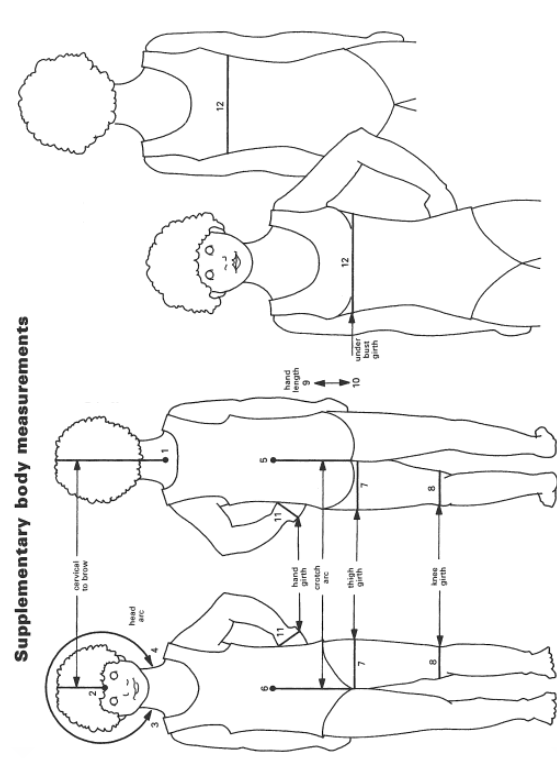 Supplementary body measurements
cervical
to brow
head
arc
1
2
3
4
hand
length
9
10
5
6
11
11
hand
girth
crotch
arc
7
7
thigh
girth
8
8
knee
girth
12
12
under
bust
girth